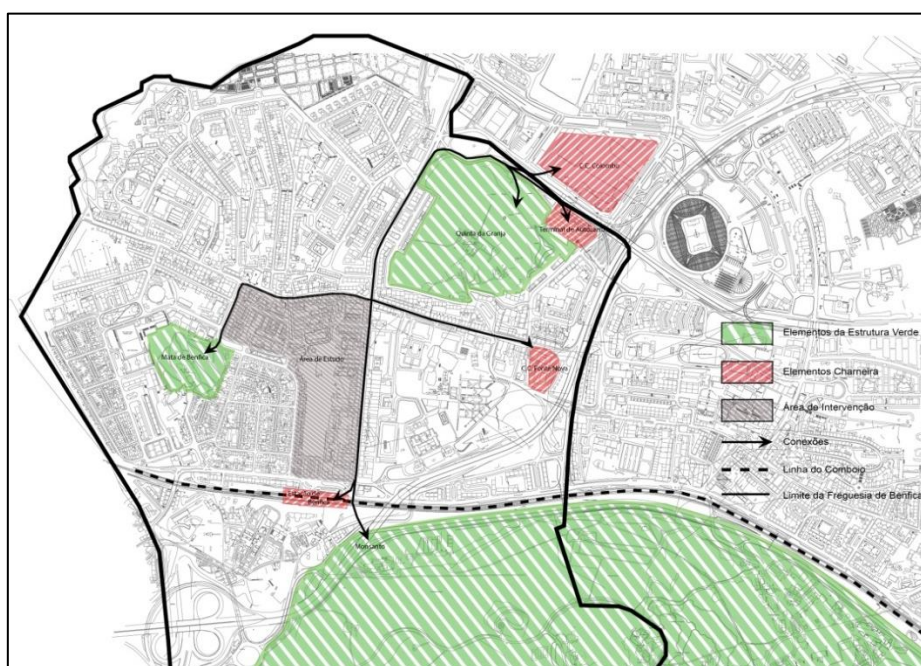 C.C. Colombo
Quinta da Granja
Terminal de Autocarros
Elementos da Estrutura Verde
Mata de Benfica
Área de Estudo
C.C Fonte Nova
Elementos Charneira
Área de Intervenção
Conexões
Linha do Comboio
Benfica
Limite da Freguesia de Benfica
Monsanto